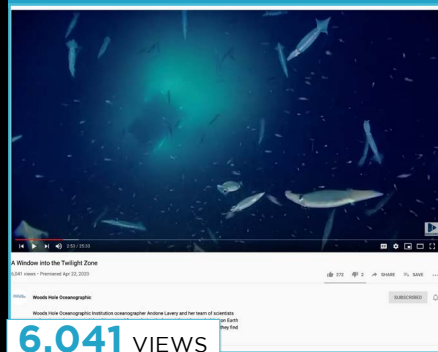 2:53 / 25:33
A Window into the Twilight Zone
6,041 views • Premiered Apr 22, 2020
272
2
SHARE
SAVE
Woods Hole Oceanographic
SUBSCRIBED
Woods Hole Oceanographic Institution oceanographer Andone Lavery and her team of scientists
on Earth
they find
6,041 VIEWS